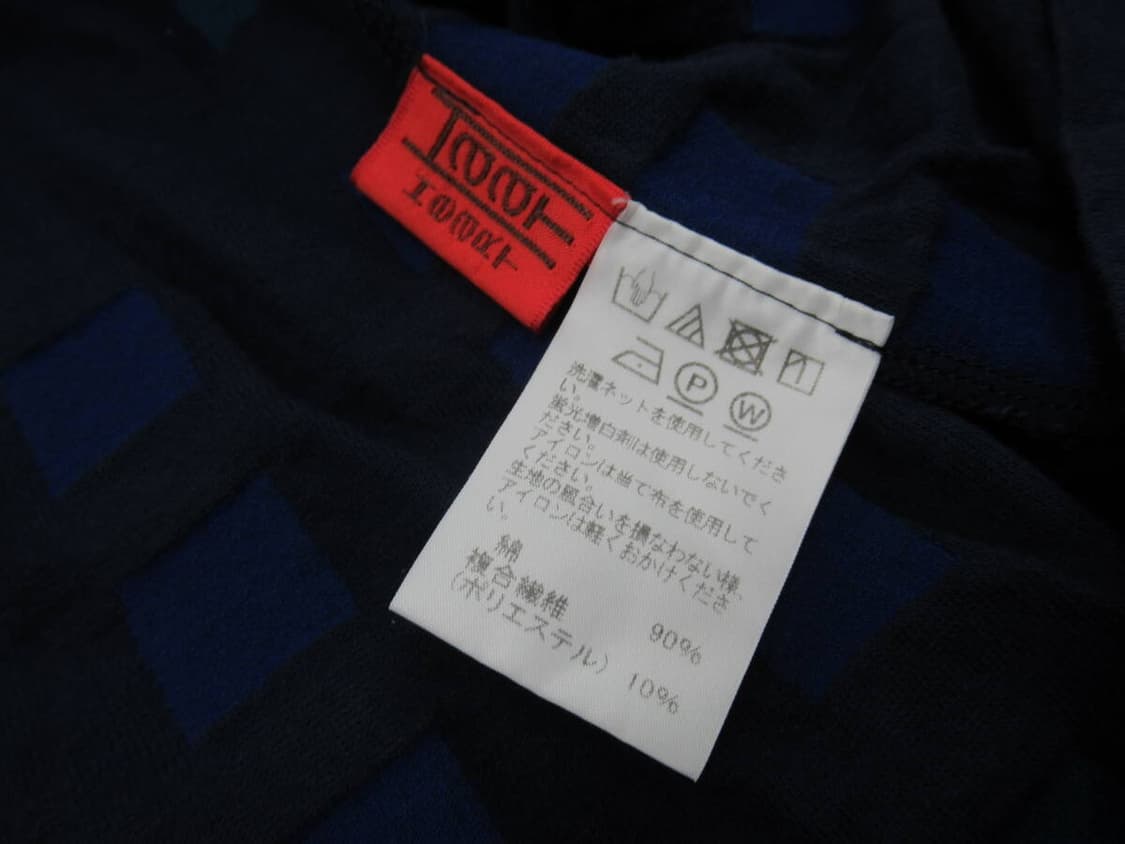 P
W
洗濯ネットを使用してくださ
い。
蛍光増白剤は使用しないでく
ださい。
アイロンは当て布を使用して
ください。
生地の風合いを損なわない様、
アイロンは軽くおかけくださ
い。
綿 90%
複合繊維
(ポリエステル) 10%